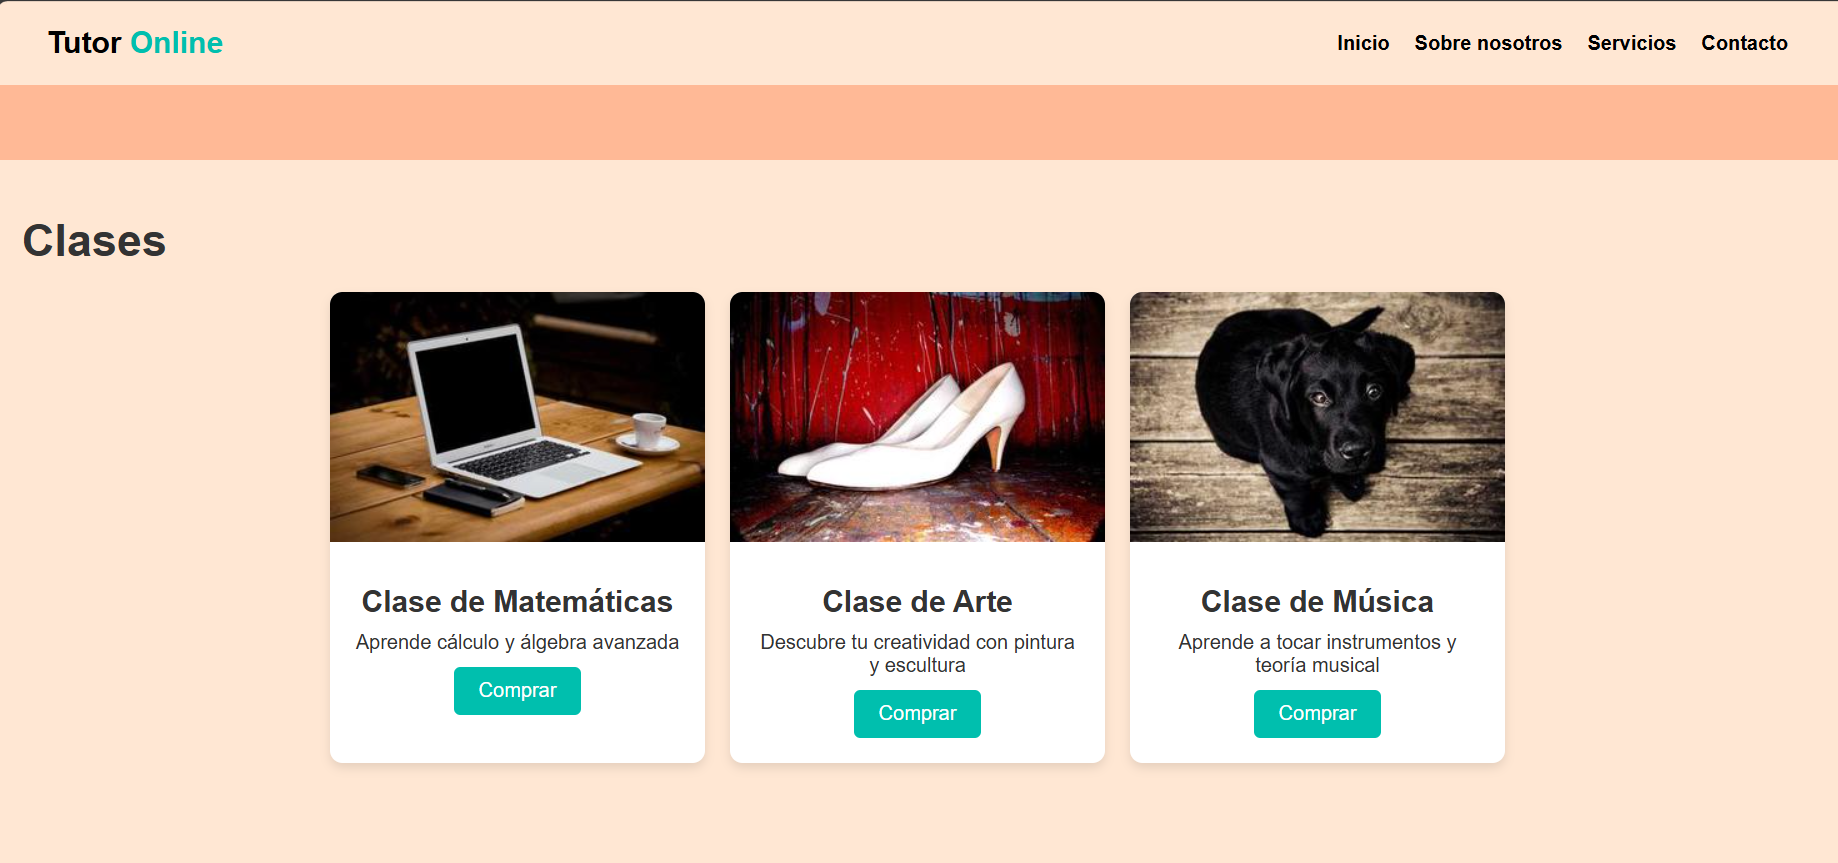 Tutor Online
Inicio Sobre nosotros Servicios Contacto
Clases
Clase de Matemáticas
Aprende cálculo y álgebra avanzada
Comprar
Clase de Arte
Descubre tu creatividad con pintura
y escultura
Comprar
Clase de Música
Aprende a tocar instrumentos y
teoría musical
Comprar